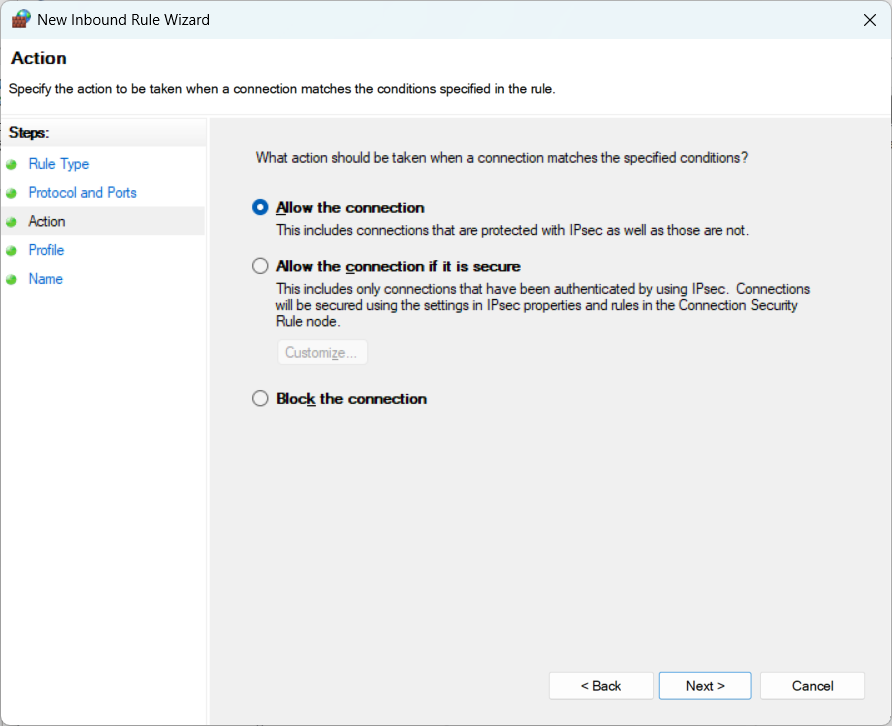 New Inbound Rule Wizard
Action
Specify the action to be taken when a connection matches the conditions specified in the rule.
Steps:
Rule Type
Protocol and Ports
Action
Profile
Name
What action should be taken when a connection matches the specified conditions?
Allow the connection
This includes connections that are protected with IPsec as well as those are not.
Allow the connection if it is secure
This includes only connections that have been authenticated by using IPsec. Connections
will be secured using the settings in IPsec properties and rules in the Connection Security
Rule node.
Customize...
Block the connection
< Back
Next >
Cancel